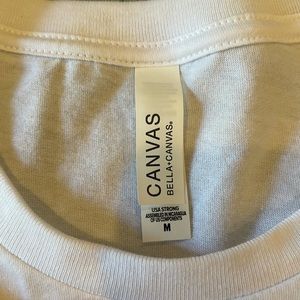 CANVAS
BELLA+CANVAS®
USA STRONG
ASSEMBLED IN NICARAGUA
OF US COMPONENTS
M